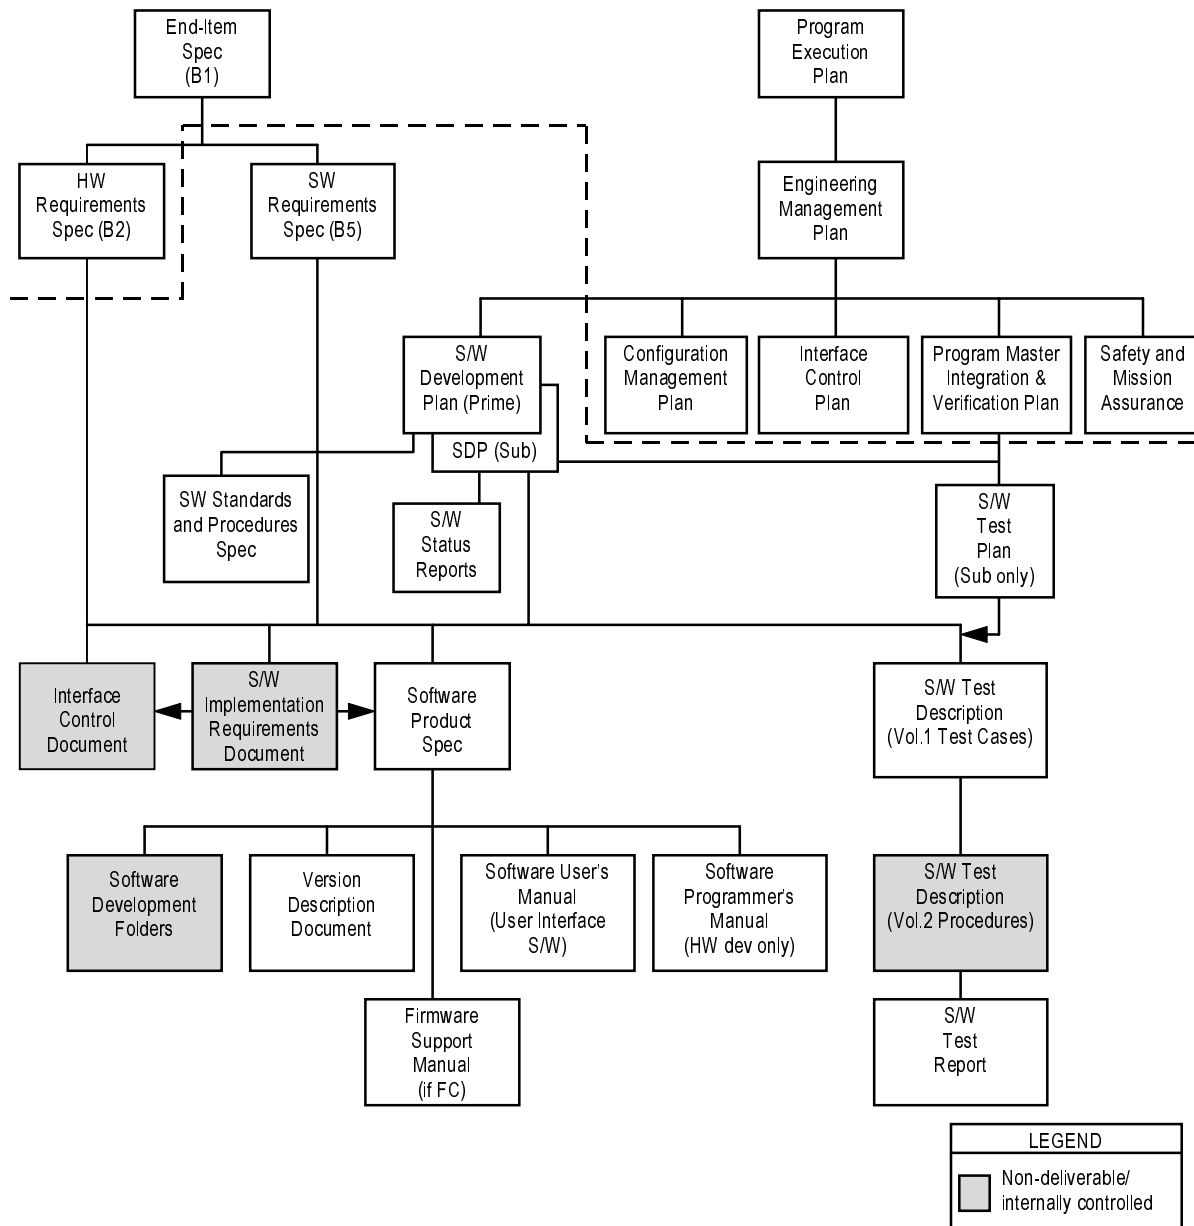 End-Item
Spec
(B1)
Program
Execution
Plan
HW
Requirements
Spec (B2)
SW
Requirements
Spec (B5)
Engineering
Management
Plan
S/W
Development
Plan (Prime)
Configuration
Management
Plan
Interface
Control
Plan
Program Master
Integration &
Verification Plan
Safety and
Mission
Assurance
SDP (Sub)
SW Standards
and Procedures
Spec
S/W
Status
Reports
S/W
Test
Plan
(Sub only)
Interface
Control
Document
S/W
Implementation
Requirements
Document
Software
Product
Spec
S/W Test
Description
(Vol.1 Test Cases)
Software
Development
Folders
Version
Description
Document
Software User's
Manual
(User Interface
S/W)
Software
Programmer's
Manual
(HW dev only)
S/W Test
Description
(Vol.2 Procedures)
Firmware
Support
Manual
(if FC)
S/W
Test
Report
LEGEND
Non-deliverable/
internally controlled